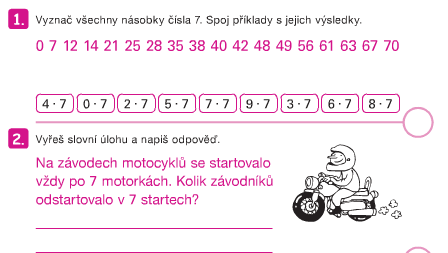 1. Vyznač všechny násobky čísla 7. Spoj příklady s jejich výsledky.
0 7 12 14 21 25 28 35 38 40 42 48 49 56 61 63 67 70
4 · 7 0 · 7 2 · 7 5 · 7 7 · 7 9 · 7 3 · 7 6 · 7 8 · 7
2. Vyřeš slovní úlohu a napiš odpověď.
Na závodech motocyklů se startovalo
vždy po 7 motorkách. Kolik závodníků
odstartovalo v 7 startech?